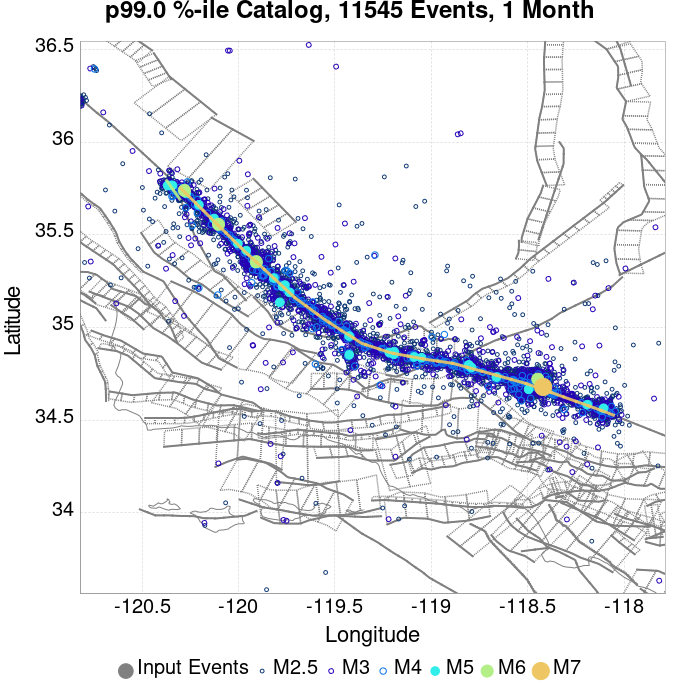 p99.0 %-ile Catalog, 11545 Events, 1 Month
36.5
36
35.5
35
34.5
34
Latitude
-120.5 -120 -119.5 -119 -118.5 -118
Longitude
Input Events M2.5 M3 M4 M5 M6 M7